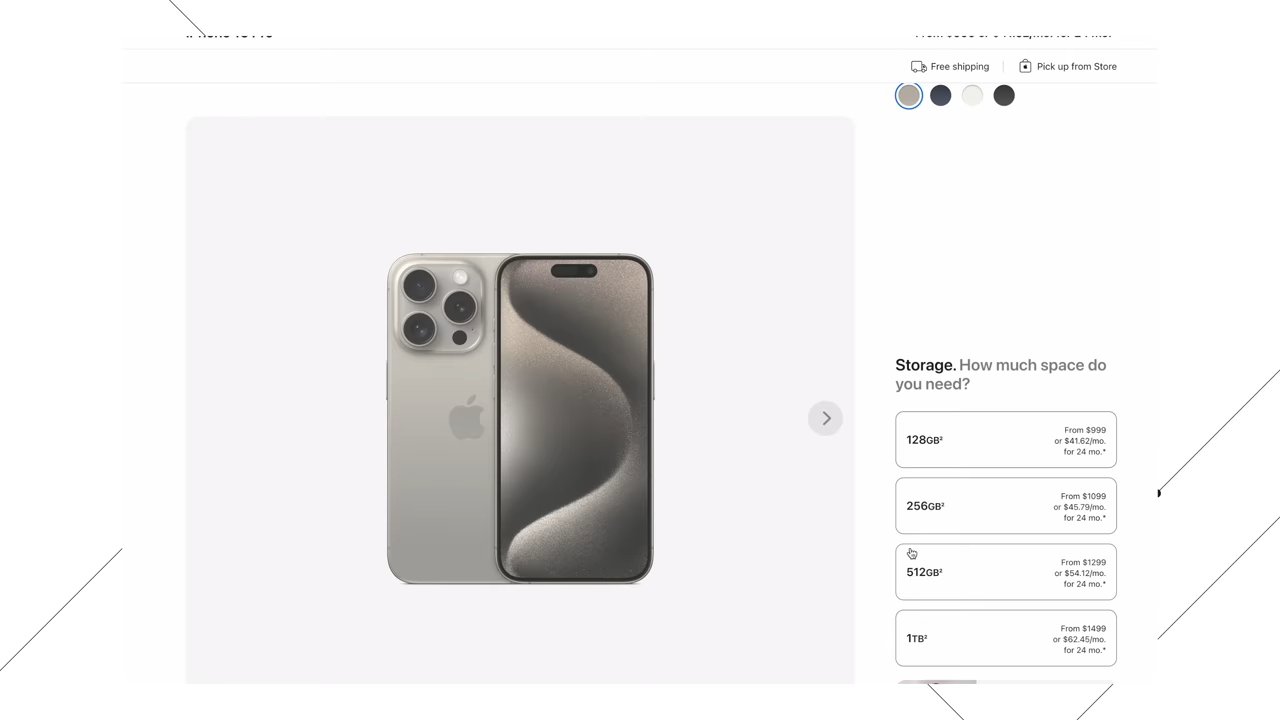 Free shipping
Pick up from Store
Storage. How much space do
you need?
128GB²
From $999
or $41.62/mo.
for 24 mo.*
256GB²
From $1099
or $45.79/mo.
for 24 mo.*
512GB²
From $1299
or $54.12/mo.
for 24 mo.*
1TB²
From $1499
or $62.45/mo.
for 24 mo.*